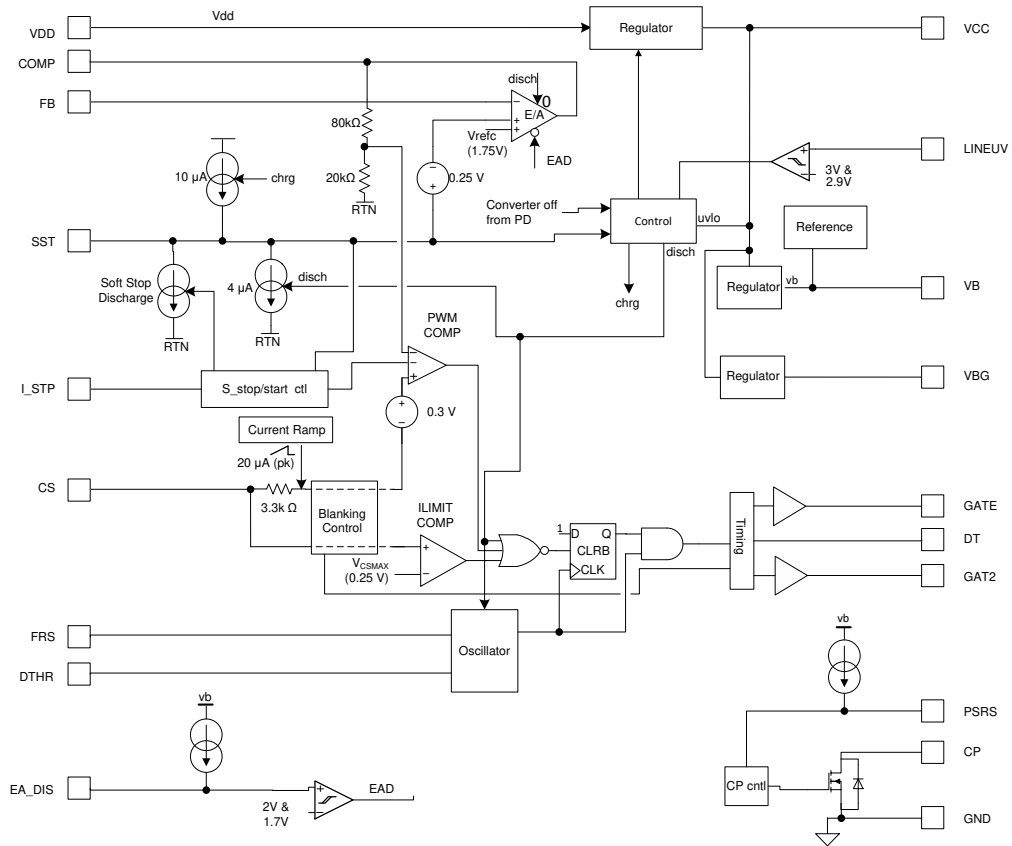 Vdd
VDD
Regulator
VCC
COMP
disch
0
FB
E/A
80kΩ
Vrefc
(1.75V)
EAD
LINEUV
3V &
2.9V
10 µA
chrg
20kΩ
RTN
0.25 V
Converter off
from PD
Control
uvlo
Reference
SST
disch
Soft Stop
Discharge
4 µA
disch
chrg
Regulator
vb
VB
RTN
RTN
PWM
COMP
I_STP
S_stop/start ctl
Regulator
VBG
0.3 V
Current Ramp
20 µA (pk)
CS
3.3k Ω
Blanking
Control
ILIMIT
COMP
VCSMAX
(0.25 V)
1
D
Q
CLRB
CLK
Timing
GATE
DT
GAT2
FRS
Oscillator
DTHR
vb
vb
PSRS
CP
CP cntl
EA_DIS
EAD
2V &
1.7V
GND